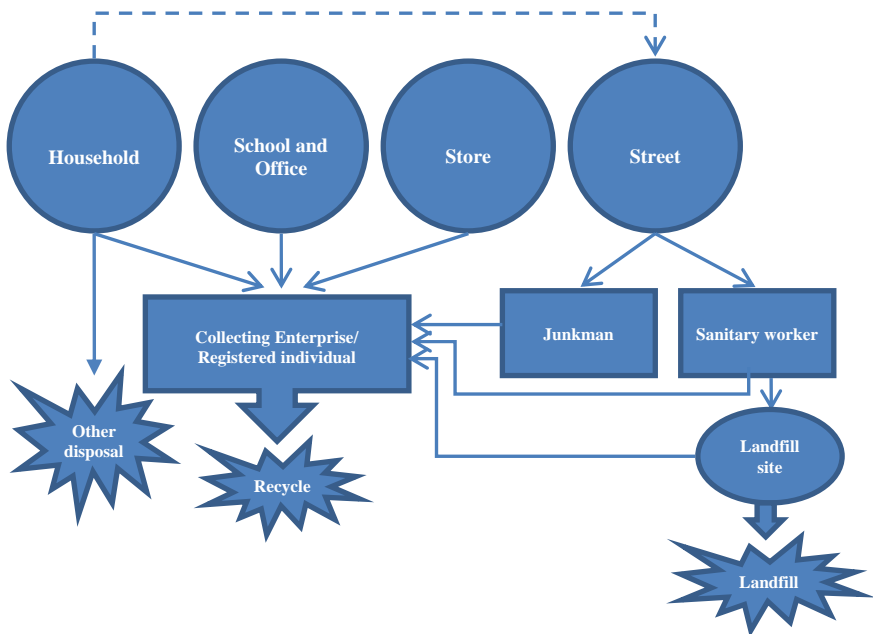 Household
School and
Office
Store
Street
Collecting Enterprise/
Registered individual
Junkman
Sanitary worker
Other
disposal
Recycle
Landfill
site
Landfill